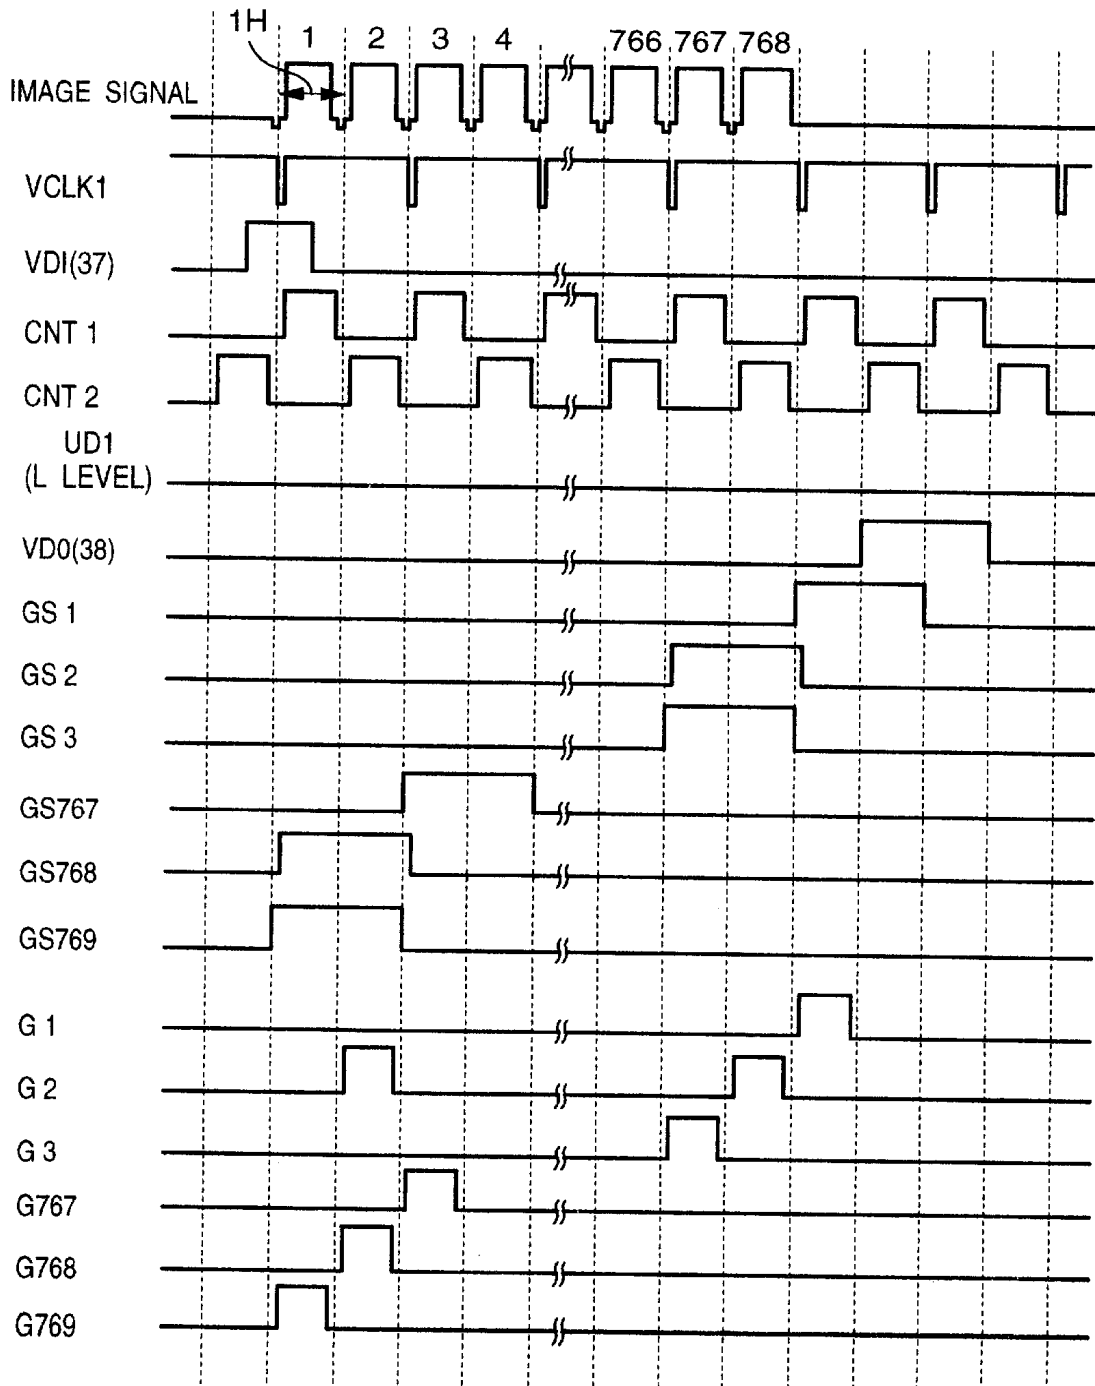 1H
1 2 3 4 766 767 768
IMAGE SIGNAL
VCLK1
VDI(37)
CNT 1
CNT 2
UD1
(L LEVEL)
VD0(38)
GS 1
GS 2
GS 3
GS767
GS768
GS769
G 1
G 2
G 3
G767
G768
G769